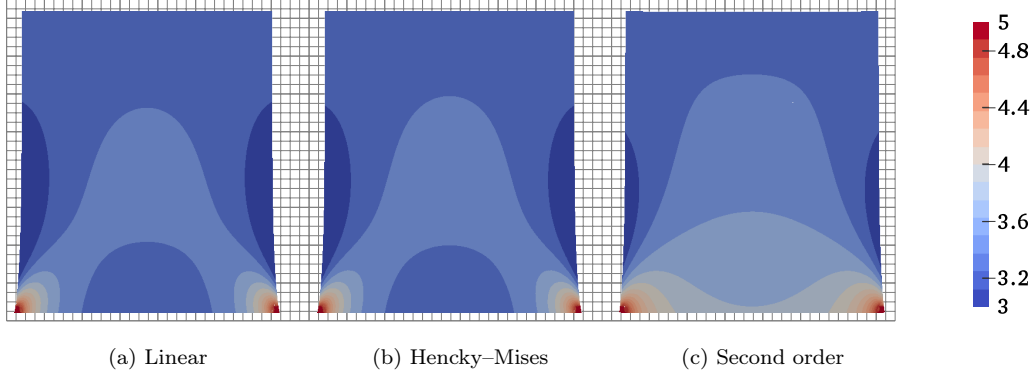 5
4.8
4.4
4
3.6
3.2
3
(a) Linear
(b) Hencky–Mises
(c) Second order